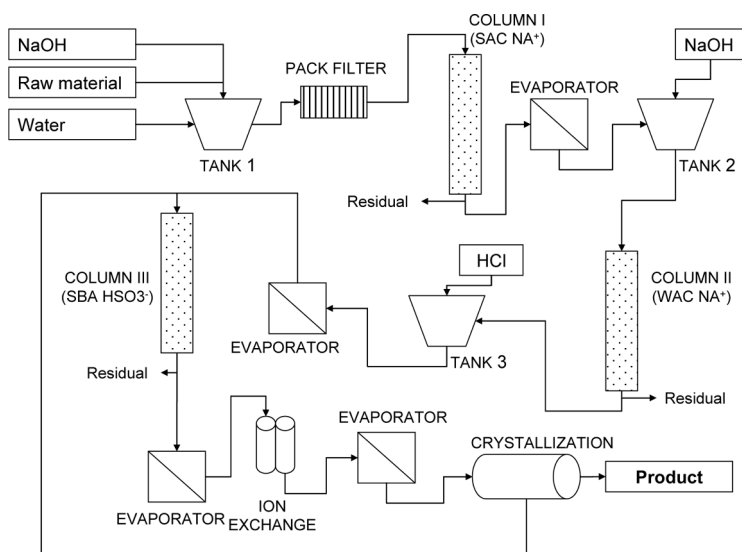 COLUMN I
(SAC NA⁺)
NaOH
NaOH
Raw material
PACK FILTER
EVAPORATOR
Water
TANK 1
TANK 2
Residual
HCl
COLUMN III
(SBA HSO3⁻)
COLUMN II
(WAC NA⁺)
EVAPORATOR
TANK 3
Residual
Residual
EVAPORATOR
CRYSTALLIZATION
Product
EVAPORATOR
ION
EXCHANGE